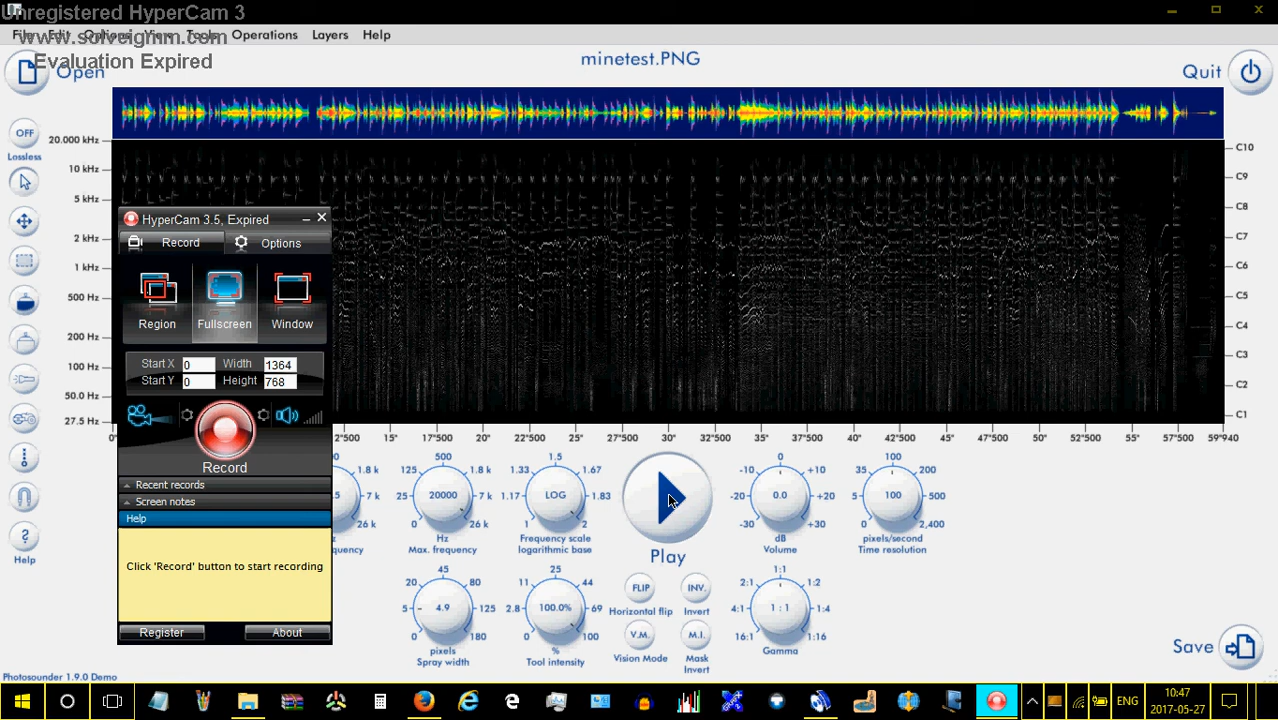 Unregistered HyperCam 3
www.solveigmm.com
Evaluation Expired
File Edit Options View Tools Operations Layers Help
Open
minetest.PNG
Quit
OFF
Lossless
20.000 kHz
10 kHz
5 kHz
2 kHz
1 kHz
500 Hz
200 Hz
100 Hz
50.0 Hz
27.5 Hz
C10
C9
C8
C7
C6
C5
C4
C3
C2
C1
HyperCam 3.5, Expired
Record
Options
Region
Fullscreen
Window
Start X 0 Width 1364
Start Y 0 Height 768
Record
Recent records
Screen notes
Help
Click 'Record' button to start recording
Register
About
0" 12"500 15" 17"500 20" 22"500 25" 27"500 30" 32"500 35" 37"500 40" 42"500 45" 47"500 50" 52"500 55" 57"500 59"940
1.8 k
7 k
26 k
500
125 1.8 k
25 20000 7 k
0 26 k
Hz
Max. frequency
1.5
1.33 1.67
1.17 LOG 1.83
1 2
Frequency scale
logarithmic base
Play
0
-10 +10
-20 0.0 +20
-30 +30
dB
Volume
100
50 200
5 100 500
0 2,400
pixels/second
Time resolution
45
20 80
5 4.9 125
0 180
pixels
Spray width
25
11 44
2.8 100.0% 69
0 100
%
Tool intensity
FLIP
Horizontal flip
INV.
Invert
V.M.
Vision Mode
M.I.
Mask
Invert
1:1
2:1 1:2
4:1 1 : 1 1:4
16:1 1:16
Gamma
?
Help
Save
Photosounder 1.9.0 Demo
ENG
10:47
2017-05-27